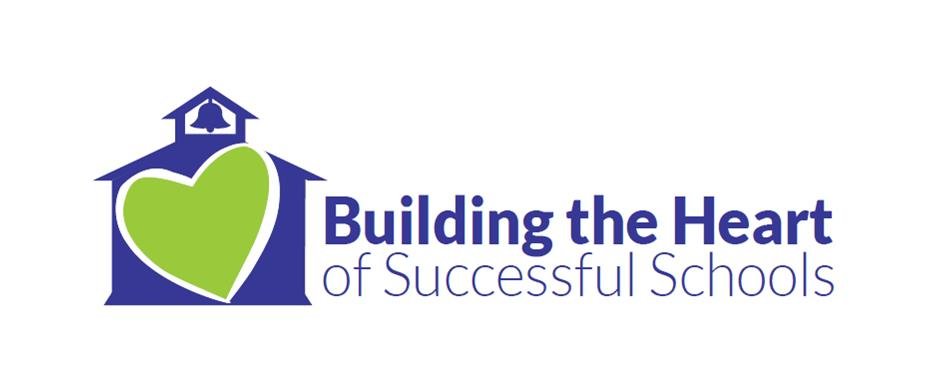 Building the Heart
of Successful Schools